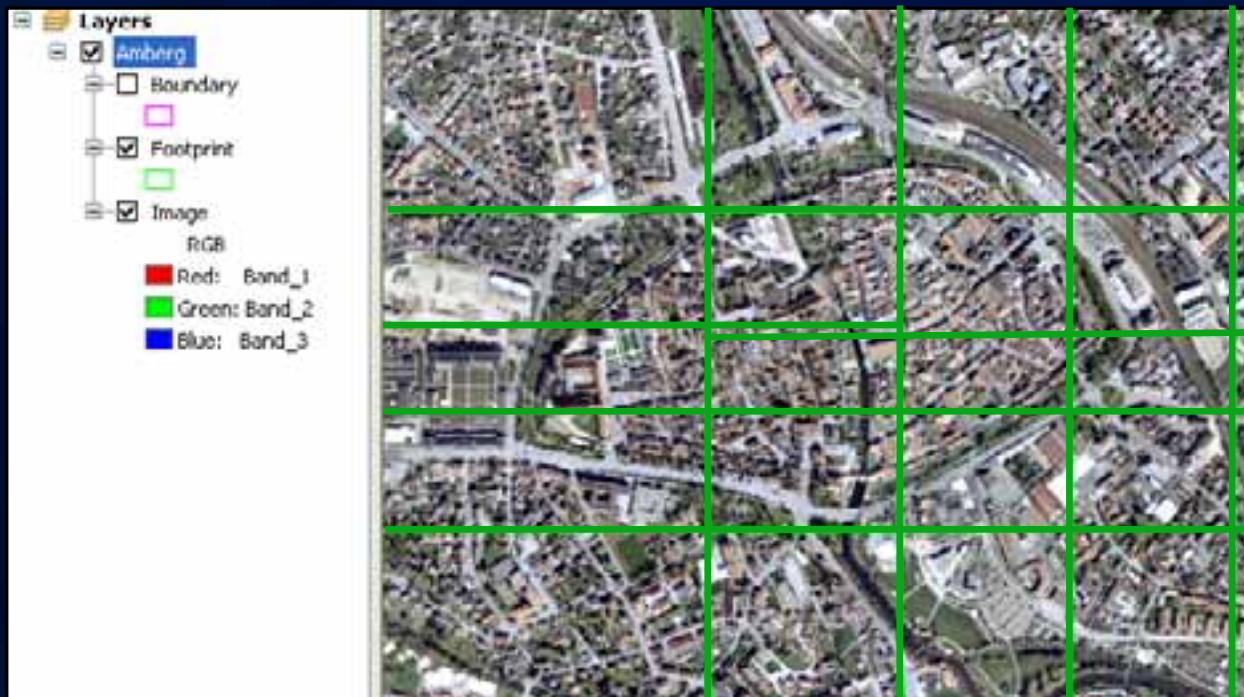 Layers
Amberg
Boundary
Footprint
Image
RGB
Red: Band_1
Green: Band_2
Blue: Band_3